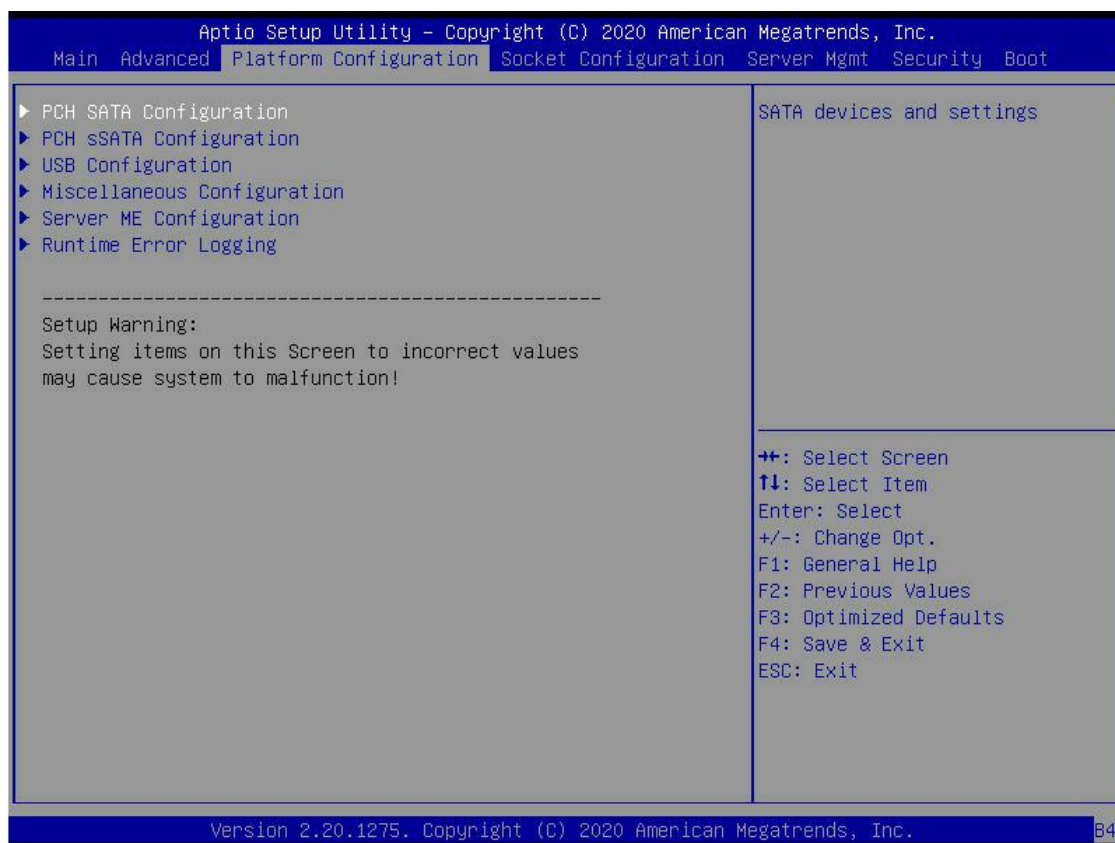 Aptio Setup Utility – Copyright (C) 2020 American Megatrends, Inc.
Main Advanced Platform Configuration Socket Configuration Server Mgmt Security Boot
▶ PCH SATA Configuration
▶ PCH sSATA Configuration
▶ USB Configuration
▶ Miscellaneous Configuration
▶ Server ME Configuration
▶ Runtime Error Logging
--------------------------------------------------
Setup Warning:
Setting items on this Screen to incorrect values
may cause system to malfunction!
SATA devices and settings
→←: Select Screen
↑↓: Select Item
Enter: Select
+/-: Change Opt.
F1: General Help
F2: Previous Values
F3: Optimized Defaults
F4: Save & Exit
ESC: Exit
Version 2.20.1275. Copyright (C) 2020 American Megatrends, Inc.
B4